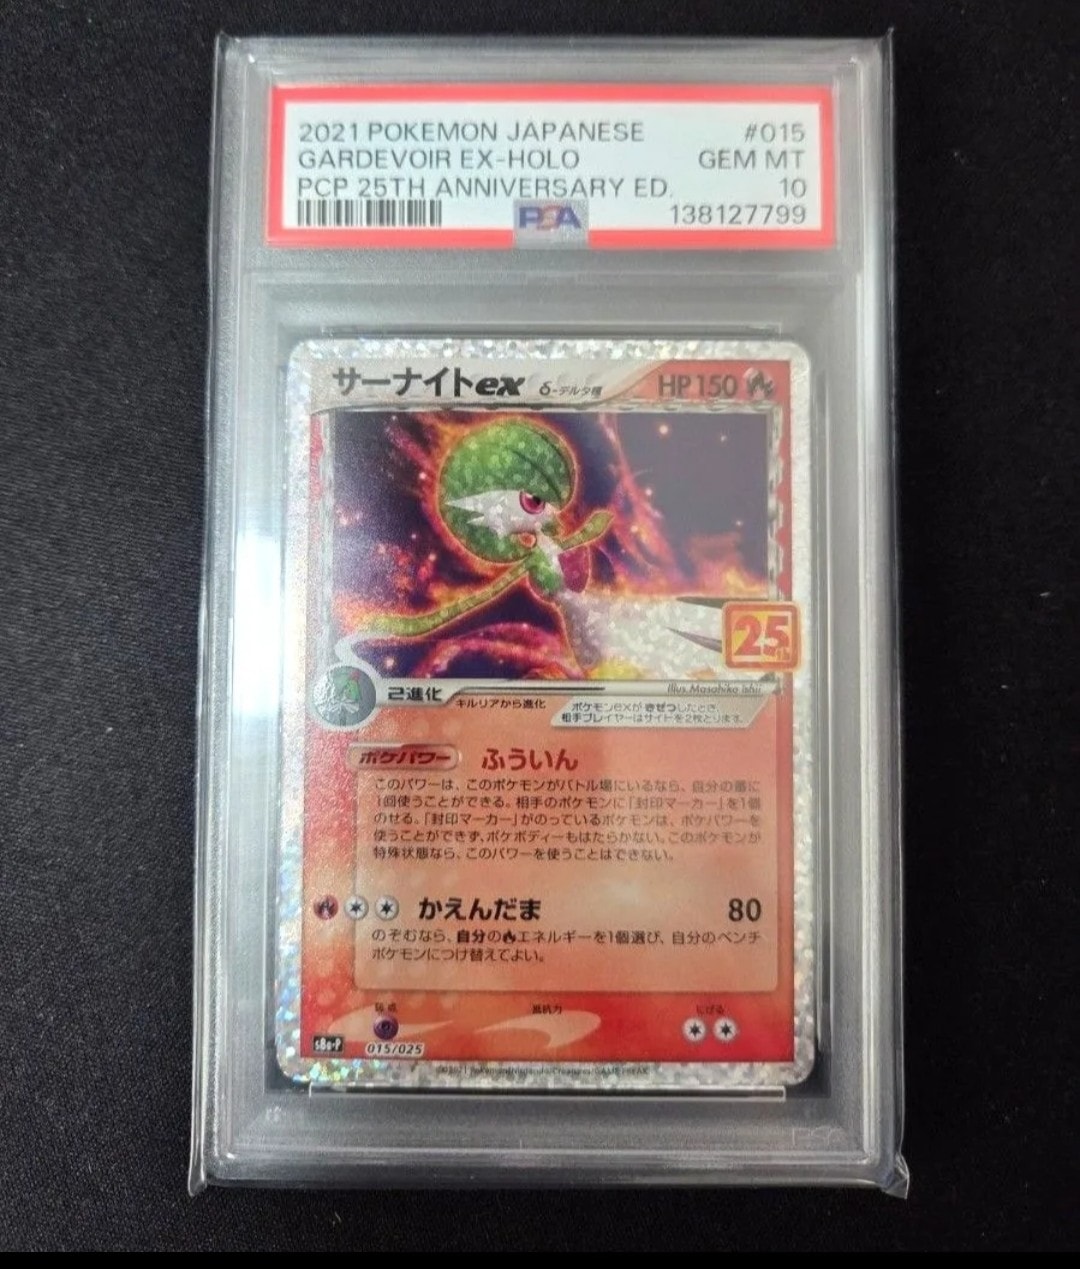 2021 POKEMON JAPANESE #015
GARDEVOIR EX-HOLO GEM MT
PCP 25TH ANNIVERSARY ED. 10
PSA 138127799
サーナイトex δ-デルタ種 HP150
25th
2進化
キルリアから進化
Illus. Masahiko Ishii
ポケモンexがきぜつしたとき、
相手プレイヤーはサイドを2枚とります。
ポケパワー ふういん
このパワーは、このポケモンがバトル場にいるなら、自分の番に
1回使うことができる。相手のポケモンに「封印マーカー」を1個
のせる。「封印マーカー」がのっているポケモンは、ポケパワーを
使うことができず、ポケボディーもはたらかない。このポケモンが
特殊状態なら、このパワーを使うことはできない。
かえんだま 80
のぞむなら、自分のエネルギーを1個選び、自分のベンチ
ポケモンにつけ替えてよい。
弱点 抵抗力 にげる
s8a-P 015/025
©2021 Pokémon/Nintendo/Creatures/GAME FREAK